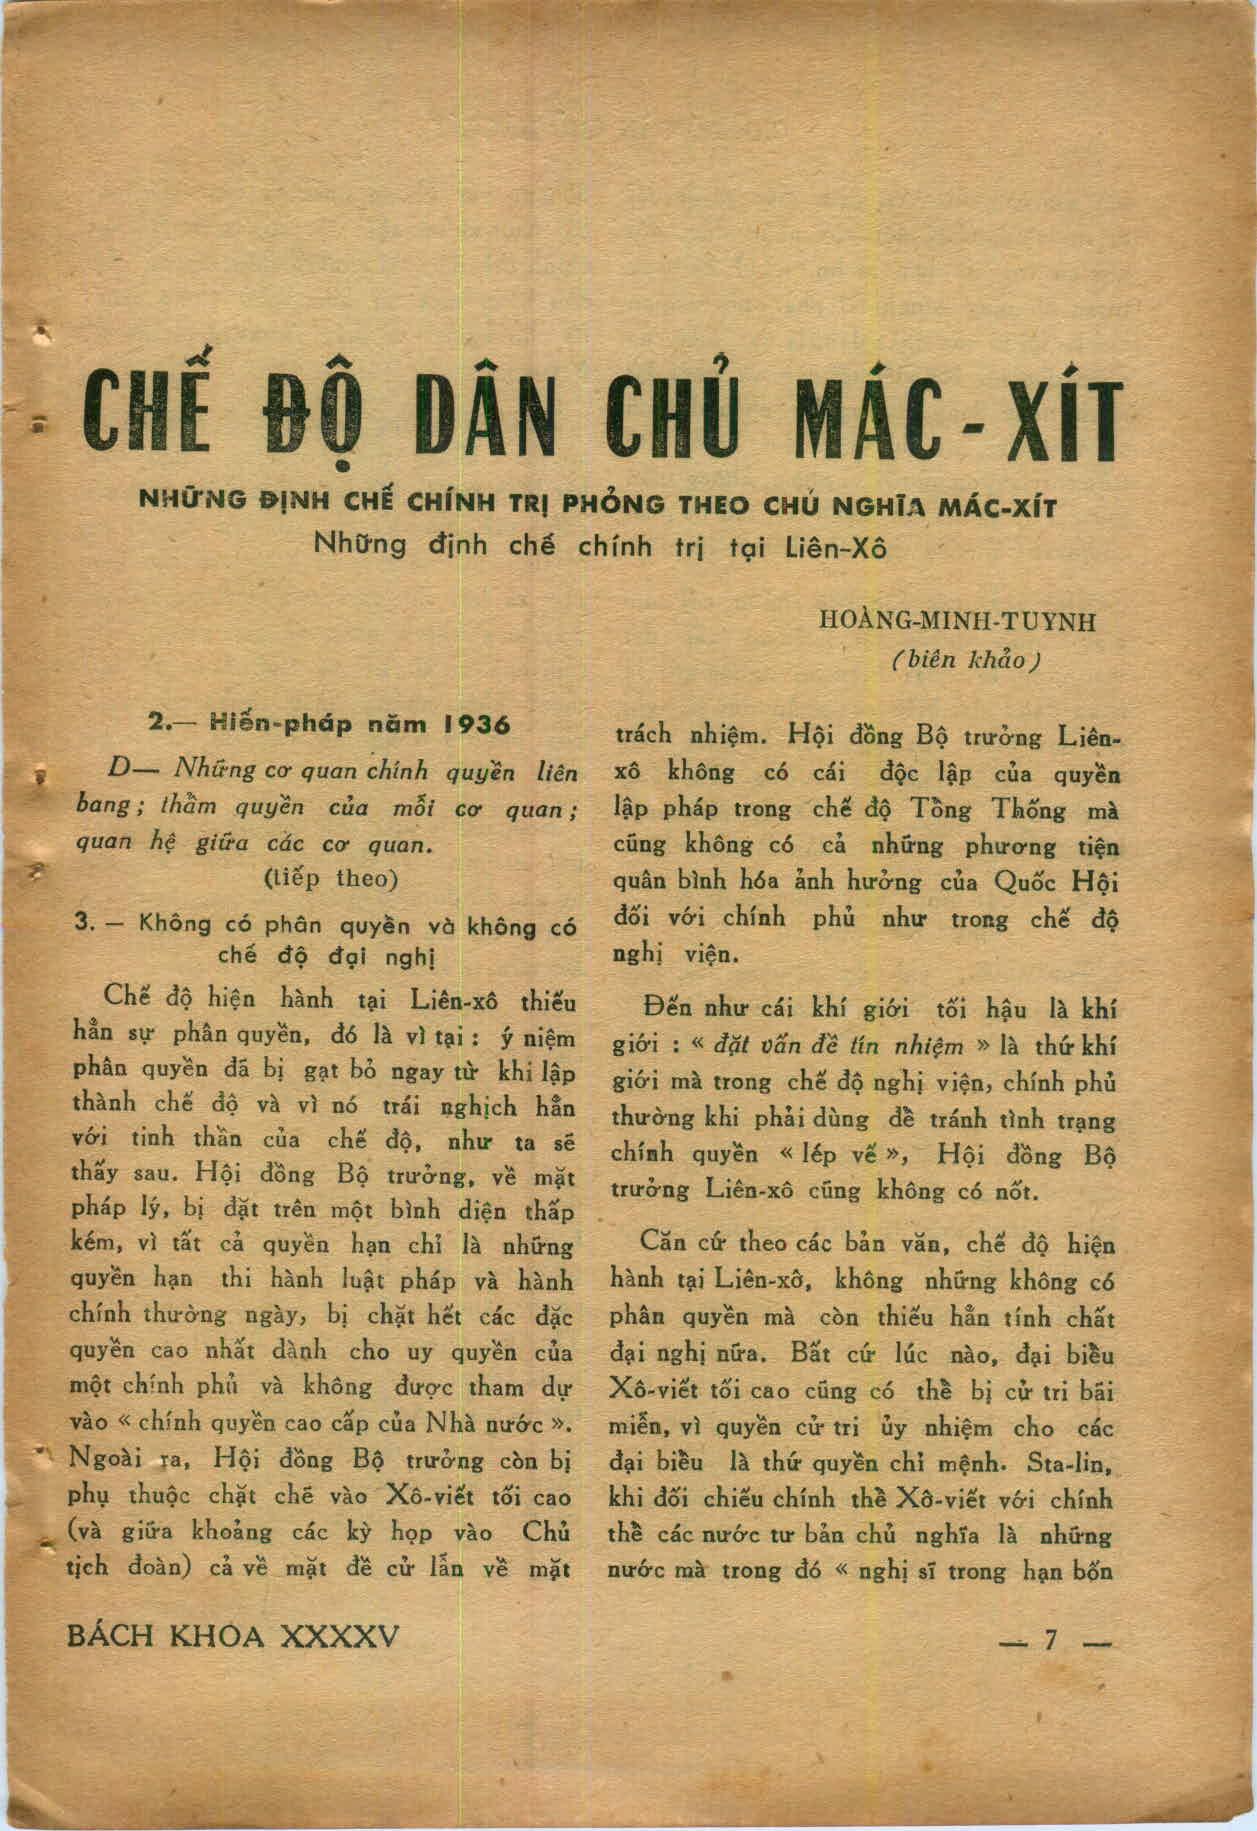 CHẾ ĐỘ DÂN CHỦ MÁC - XÍT
NHỮNG ĐỊNH CHẾ CHÍNH TRỊ PHỎNG THEO CHỦ NGHĨA MÁC-XÍT
Những định chế chính trị tại Liên-Xô
HOÀNG-MINH-TUYNH
(biên khảo)
2.— Hiến-pháp năm 1936
D— Những cơ quan chính quyền liên
bang ; thẩm quyền của mỗi cơ quan ;
quan hệ giữa các cơ quan.
(tiếp theo)
3. — Không có phân quyền và không có
chế độ đại nghị
Chế độ hiện hành tại Liên-xô thiếu
hẳn sự phân quyền, đó là vì tại : ý niệm
phân quyền đã bị gạt bỏ ngay từ khi lập
thành chế độ và vì nó trái nghịch hẳn
với tinh thần của chế độ, như ta sẽ
thấy sau. Hội đồng Bộ trưởng, về mặt
pháp lý, bị đặt trên một bình diện thấp
kém, vì tất cả quyền hạn chỉ là những
quyền hạn thi hành luật pháp và hành
chính thường ngày, bị chặt hết các đặc
quyền cao nhất dành cho uy quyền của
một chính phủ và không được tham dự
vào « chính quyền cao cấp của Nhà nước ».
Ngoài ra, Hội đồng Bộ trưởng còn bị
phụ thuộc chặt chẽ vào Xô-viết tối cao
(và giữa khoảng các kỳ họp vào Chủ
tịch đoàn) cả về mặt đề cử lẫn về mặt
trách nhiệm. Hội đồng Bộ trưởng Liên-
xô không có cái độc lập của quyền
lập pháp trong chế độ Tổng Thống mà
cũng không có cả những phương tiện
quân bình hóa ảnh hưởng của Quốc Hội
đối với chính phủ như trong chế độ
nghị viện.
Đến như cái khí giới tối hậu là khí
giới : « đặt vấn đề tín nhiệm » là thứ khí
giới mà trong chế độ nghị viện, chính phủ
thường khi phải dùng để tránh tình trạng
chính quyền « lép vế », Hội đồng Bộ
trưởng Liên-xô cũng không có nốt.
Căn cứ theo các bản văn, chế độ hiện
hành tại Liên-xô, không những không có
phân quyền mà còn thiếu hẳn tính chất
đại nghị nữa. Bất cứ lúc nào, đại biểu
Xô-viết tối cao cũng có thể bị cử tri bãi
miễn, vì quyền cử tri ủy nhiệm cho các
đại biểu là thứ quyền chỉ mệnh. Sta-lin,
khi đối chiếu chính thể Xô-viết với chính
thể các nước tư bản chủ nghĩa là những
nước mà trong đó « nghị sĩ trong hạn bốn
BÁCH KHOA XXXXV
— 7 —